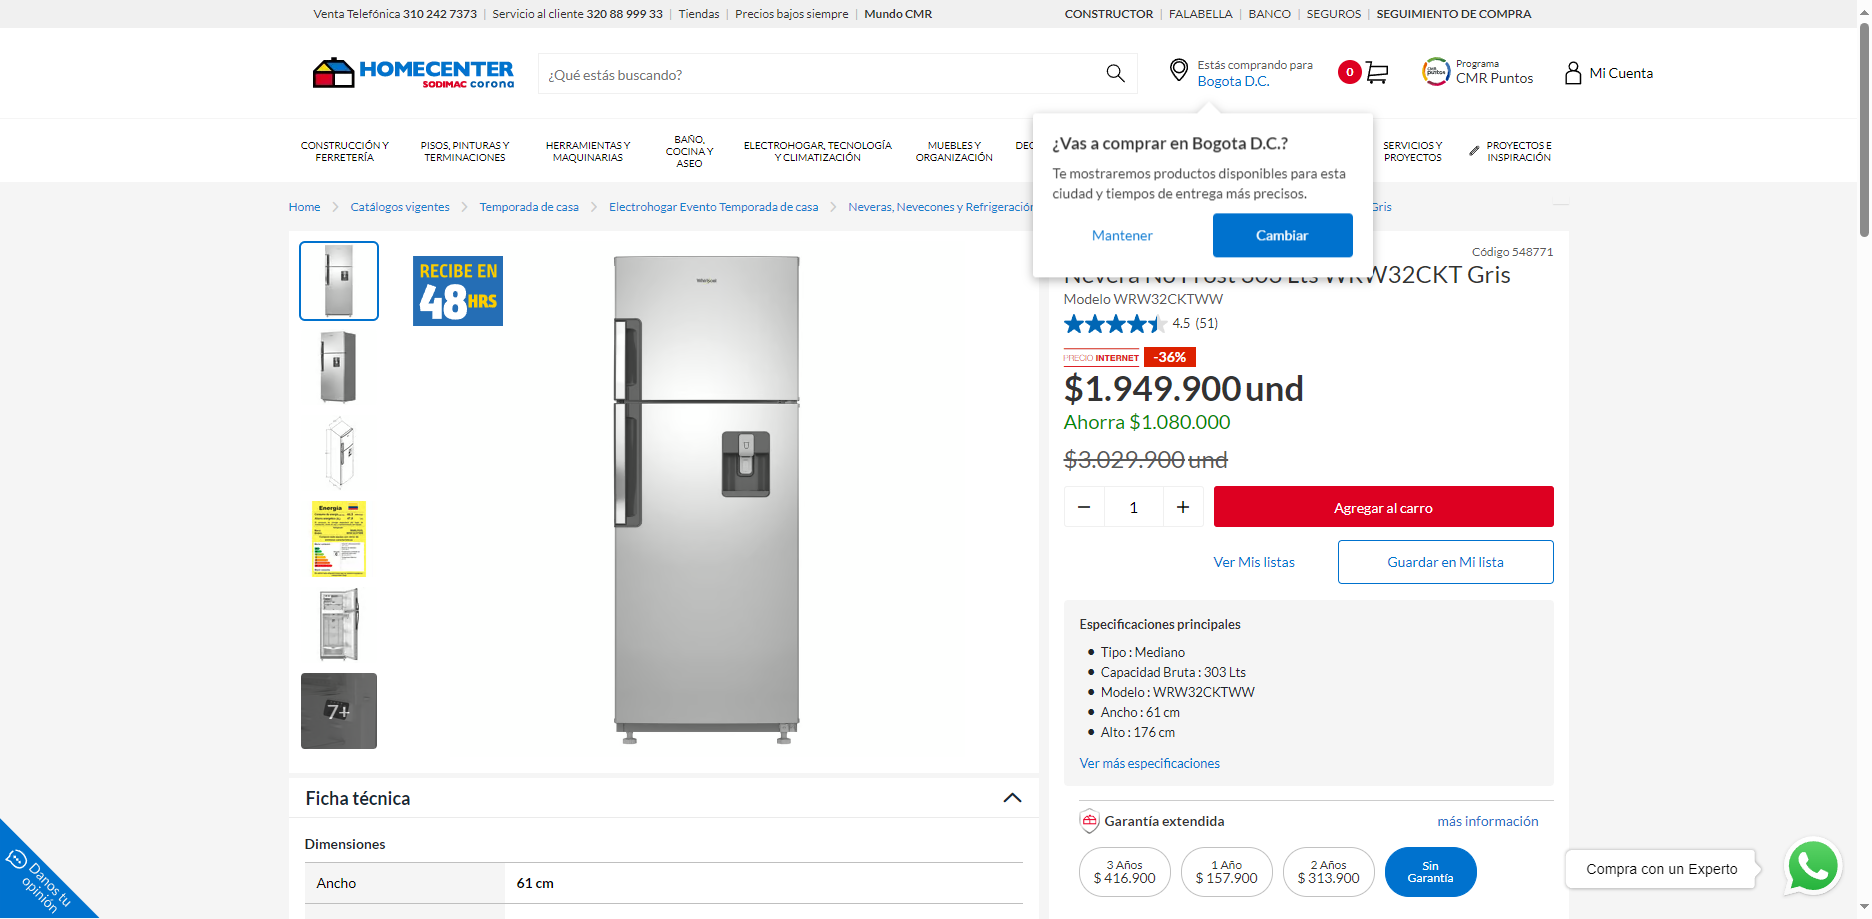 Venta Telefónica 310 242 7373 | Servicio al cliente 320 88 999 33 | Tiendas | Precios bajos siempre | Mundo CMR
CONSTRUCTOR | FALABELLA | BANCO | SEGUROS | SEGUIMIENTO DE COMPRA
HOMECENTER
SODIMAC corona
¿Qué estás buscando?
Estás comprando para
Bogota D.C.
0
Programa
CMR Puntos
Mi Cuenta
CONSTRUCCIÓN Y
FERRETERÍA
PISOS, PINTURAS Y
TERMINACIONES
HERRAMIENTAS Y
MAQUINARIAS
BAÑO,
COCINA Y
ASEO
ELECTROHOGAR, TECNOLOGÍA
Y CLIMATIZACIÓN
MUEBLES Y
ORGANIZACIÓN
SERVICIOS Y
PROYECTOS
PROYECTOS E
INSPIRACIÓN
¿Vas a comprar en Bogota D.C.?
Te mostraremos productos disponibles para esta
ciudad y tiempos de entrega más precisos.
Mantener
Cambiar
Home > Catálogos vigentes > Temporada de casa > Electrohogar Evento Temporada de casa > Neveras, Nevecones y Refrigeración
Gris
RECIBE EN
48HRS
Whirlpool
7+
Código 548771
Nevera No Frost 303 Lts WRW32CKT Gris
Modelo WRW32CKTWW
4.5 (51)
PRECIO INTERNET -36%
$1.949.900 und
Ahorra $1.080.000
$3.029.900 und
− 1 +
Agregar al carro
Ver Mis listas
Guardar en Mi lista
Especificaciones principales
• Tipo : Mediano
• Capacidad Bruta : 303 Lts
• Modelo : WRW32CKTWW
• Ancho : 61 cm
• Alto : 176 cm
Ver más especificaciones
Garantía extendida
más información
3 Años
$ 416.900
1 Año
$ 157.900
2 Años
$ 313.900
Sin
Garantía
Energía
Ficha técnica
Dimensiones
Ancho 61 cm
Danos tu
opinión
Compra con un Experto